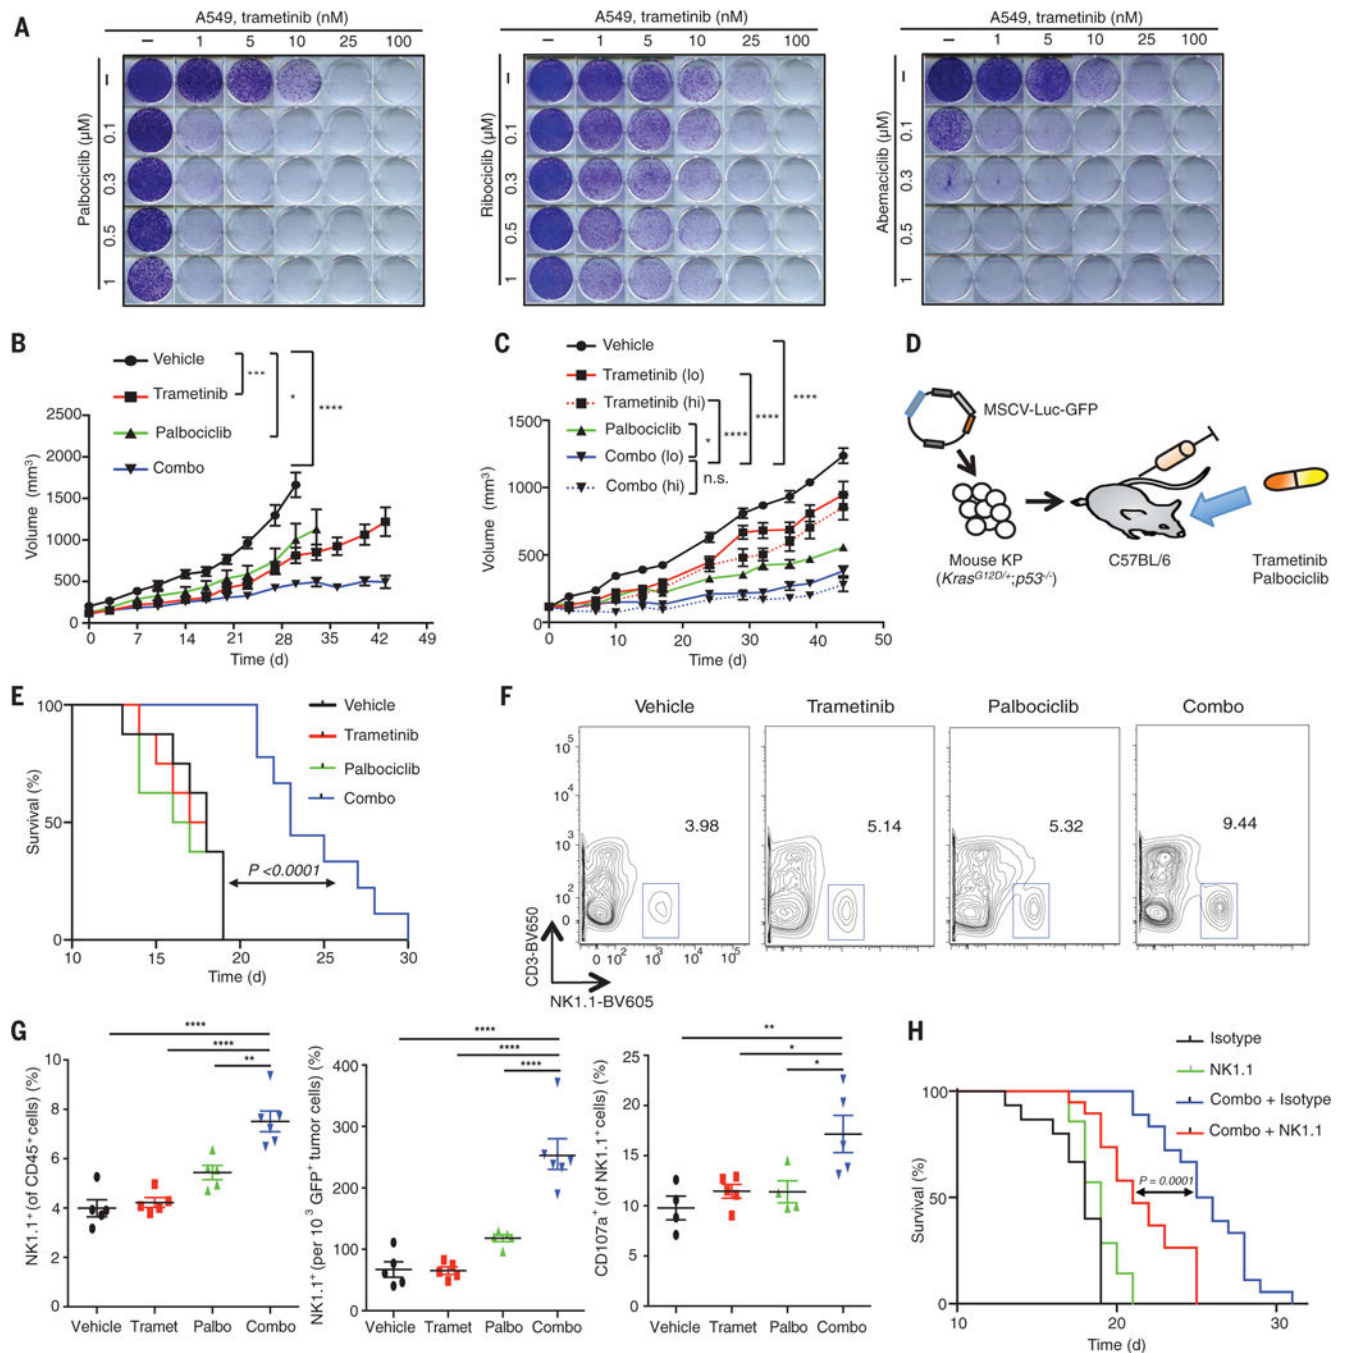 A
A549, trametinib (nM)
– 1 5 10 25 100
Palbociclib (µM)
– 0.1 0.3 0.5 1
A549, trametinib (nM)
– 1 5 10 25 100
Ribociclib (µM)
– 0.1 0.3 0.5 1
A549, trametinib (nM)
– 1 5 10 25 100
Abemaciclib (µM)
– 0.1 0.3 0.5 1
B
Vehicle
Trametinib
Palbociclib
Combo
***
*
****
Volume (mm³)
2500
2000
1500
1000
500
0
0 7 14 21 28 35 42 49
Time (d)
C
Vehicle
Trametinib (lo)
Trametinib (hi)
Palbociclib
Combo (lo)
Combo (hi)
*
n.s.
****
****
****
Volume (mm³)
1500
1000
500
0
0 10 20 30 40 50
Time (d)
D
MSCV-Luc-GFP
Mouse KP
(KrasG12D/+;p53-/-)
C57BL/6
Trametinib
Palbociclib
E
Vehicle
Trametinib
Palbociclib
Combo
Survival (%)
100
50
0
P <0.0001
10 15 20 25 30
Time (d)
F
Vehicle Trametinib Palbociclib Combo
3.98 5.14 5.32 9.44
10⁵
10⁴
10³
10²
0
0 10² 10³ 10⁴ 10⁵
CD3-BV650
NK1.1-BV605
G
****
****
**
NK1.1⁺ (of CD45⁺cells) (%)
10
8
6
4
2
0
Vehicle Tramet Palbo Combo
****
****
****
NK1.1⁺ (per 10³ GFP⁺ tumor cells) (%)
400
300
200
100
0
Vehicle Tramet Palbo Combo
**
*
*
CD107a⁺ (of NK1.1⁺cells) (%)
25
20
15
10
5
0
Vehicle Tramet Palbo Combo
H
Isotype
NK1.1
Combo + Isotype
Combo + NK1.1
Survival (%)
100
50
0
P = 0.0001
10 20 30
Time (d)